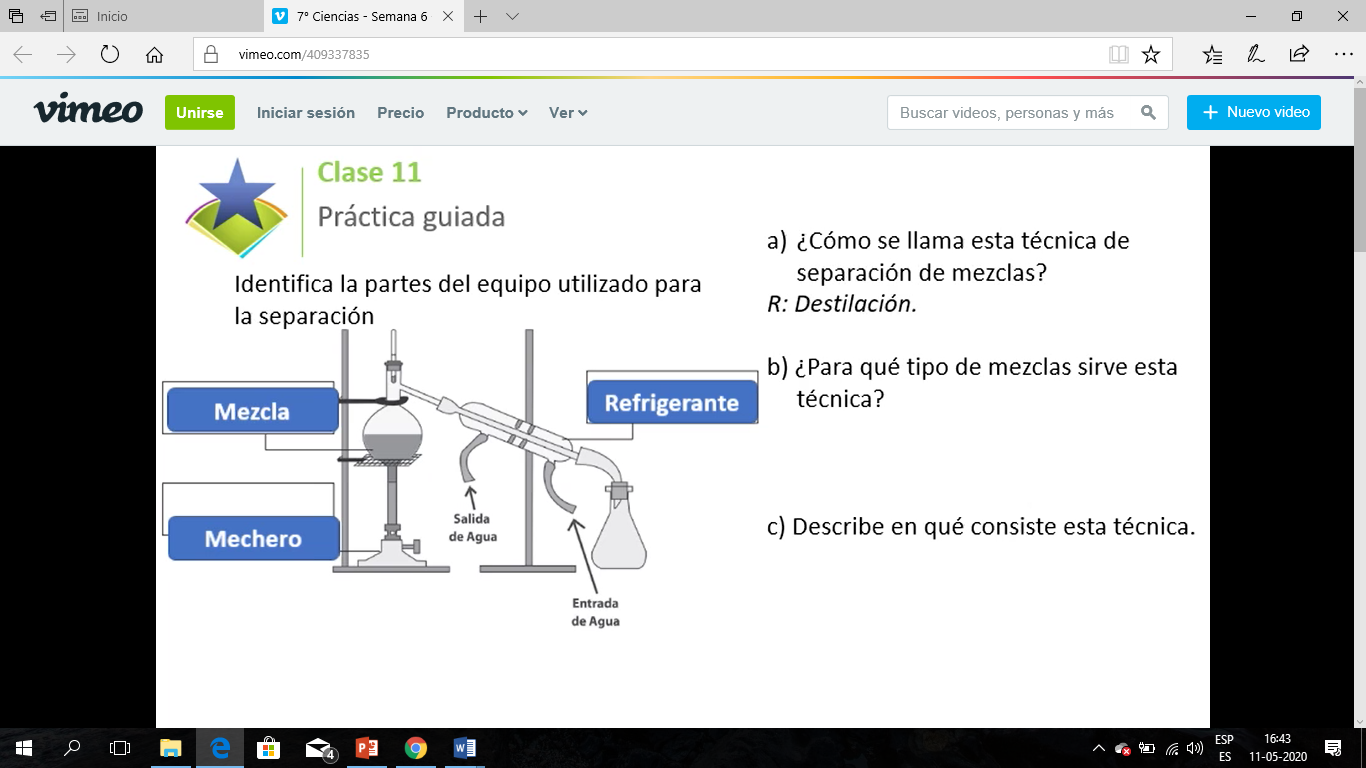 Inicio
7° Ciencias - Semana 6
vimeo.com/409337835
vimeo
Unirse
Iniciar sesión
Precio
Producto
Ver
Buscar videos, personas y más
Nuevo video
Clase 11
Práctica guiada
Identifica la partes del equipo utilizado para
la separación
Mezcla
Mechero
Refrigerante
Salida
de Agua
Entrada
de Agua
a) ¿Cómo se llama esta técnica de
separación de mezclas?
R: Destilación.
b) ¿Para qué tipo de mezclas sirve esta
técnica?
c) Describe en qué consiste esta técnica.
4
ESP
ES
16:43
11-05-2020